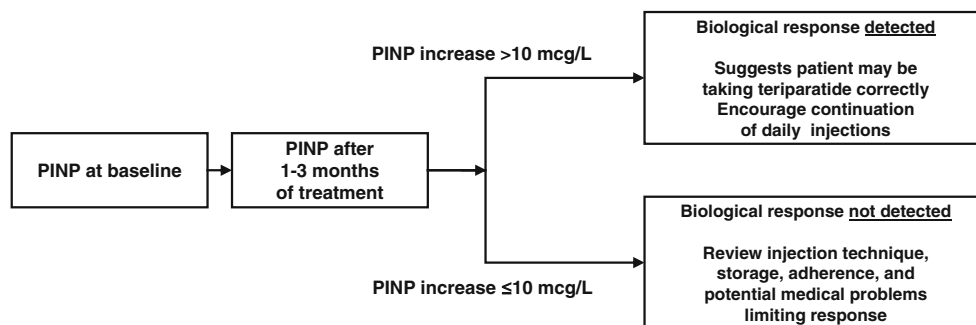 PINP at baseline
PINP after
1-3 months
of treatment
PINP increase >10 mcg/L
Biological response detected
Suggests patient may be
taking teriparatide correctly
Encourage continuation
of daily injections
PINP increase ≤10 mcg/L
Biological response not detected
Review injection technique,
storage, adherence, and
potential medical problems
limiting response